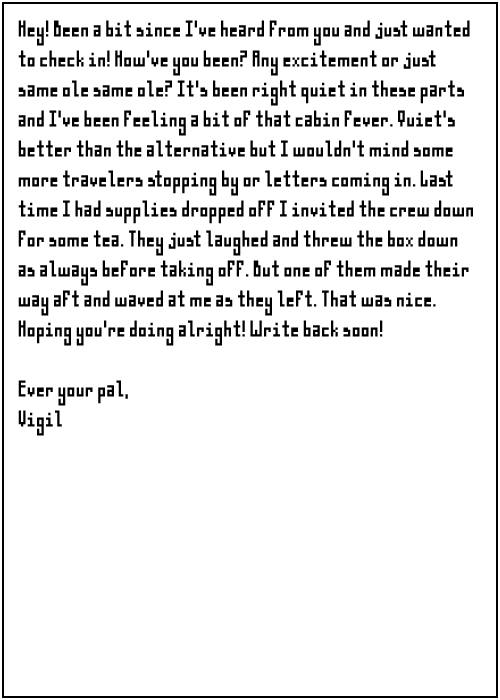 Hey! Been a bit since I've heard from you and just wanted
to check in! How've you been? Any excitement or just
same ole same ole? It's been right quiet in these parts
and I've been feeling a bit of that cabin fever. Quiet's
better than the alternative but I wouldn't mind some
more travelers stopping by or letters coming in. Last
time I had supplies dropped off I invited the crew down
for some tea. They just laughed and threw the box down
as always before taking off. But one of them made their
way aft and waved at me as they left. That was nice.
Hoping you're doing alright! Write back soon!

Ever your pal,
Vigil